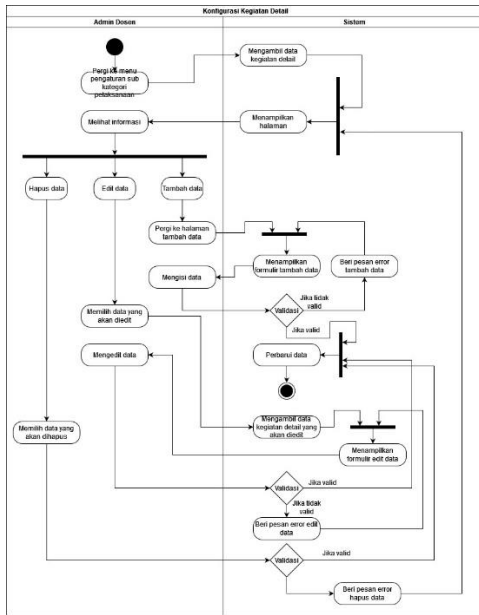 Konfigurasi Kegiatan Detail
Admin Dosen
Sistem
Pergi ke menu
pengaturan sub
kategori
pelaksanaan
Mengambil data
kegiatan detail
Melihat informasi
Menampilkan
halaman
Hapus data
Edit data
Tambah data
Pergi ke halaman
tambah data
Menampilkan
formulir tambah data
Beri pesan error
tambah data
Mengisi data
Validasi
Jika tidak
valid
Jika valid
Memilih data yang
akan diedit
Mengedit data
Perbarui data
Memilih data yang
akan dihapus
Mengambil data
kegiatan detail yang
akan diedit
Menampilkan
formulir edit data
Validasi
Jika valid
Jika tidak
valid
Beri pesan error edit
data
Validasi
Jika valid
Beri pesan error
hapus data